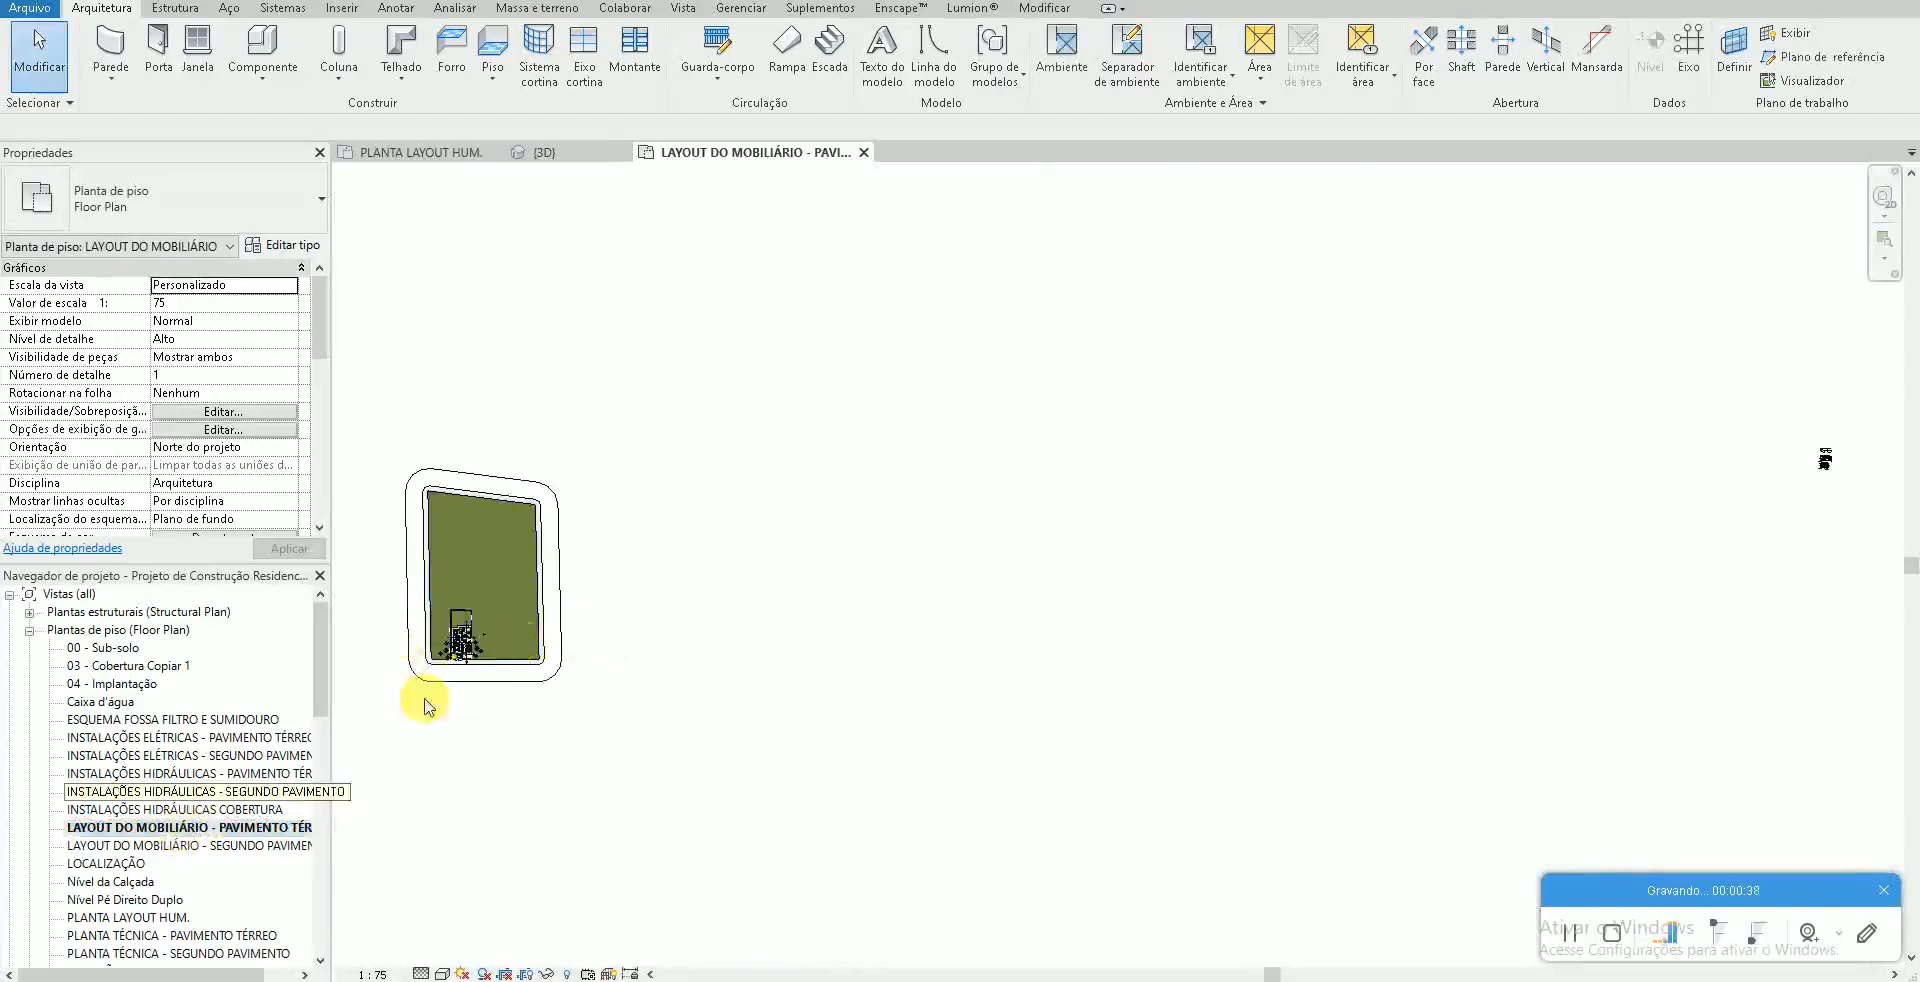 Arquivo Arquitetura Estrutura Aço Sistemas Inserir Anotar Analisar Massa e terreno Colaborar Vista Gerenciar Suplementos Enscape™ Lumion® Modificar
Modificar
Parede
Porta
Janela
Componente
Coluna
Telhado
Forro
Piso
Sistema cortina
Eixo cortina
Montante
Guarda-corpo
Rampa
Escada
Texto do modelo
Linha do modelo
Grupo de modelos
Ambiente
Separador de ambiente
Identificar ambiente
Área
Limite de área
Identificar área
Por face
Shaft
Parede
Vertical
Mansarda
Nível
Eixo
Definir
Exibir
Plano de referência
Visualizador
Selecionar
Construir
Circulação
Modelo
Ambiente e Área
Abertura
Dados
Plano de trabalho
Propriedades
PLANTA LAYOUT HUM.
{3D}
LAYOUT DO MOBILIÁRIO - PAVI...
Planta de piso
Floor Plan
Planta de piso: LAYOUT DO MOBILIÁRIO
Editar tipo
Gráficos
Escala da vista Personalizado
Valor de escala 1: 75
Exibir modelo Normal
Nível de detalhe Alto
Visibilidade de peças Mostrar ambos
Número de detalhe 1
Rotacionar na folha Nenhum
Visibilidade/Sobreposiçã... Editar...
Opções de exibição de g... Editar...
Orientação Norte do projeto
Exibição de união de par... Limpar todas as uniões d...
Disciplina Arquitetura
Mostrar linhas ocultas Por disciplina
Localização do esquema... Plano de fundo
Ajuda de propriedades
Aplicar
Navegador de projeto - Projeto de Construção Residenc...
Vistas (all)
Plantas estruturais (Structural Plan)
Plantas de piso (Floor Plan)
00 - Sub-solo
03 - Cobertura Copiar 1
04 - Implantação
Caixa d'água
ESQUEMA FOSSA FILTRO E SUMIDOURO
INSTALAÇÕES ELÉTRICAS - PAVIMENTO TÉRREO
INSTALAÇÕES ELÉTRICAS - SEGUNDO PAVIMEN
INSTALAÇÕES HIDRÁULICAS - PAVIMENTO TÉR
INSTALAÇÕES HIDRÁULICAS - SEGUNDO PAVIMENTO
INSTALAÇÕES HIDRÁULICAS COBERTURA
LAYOUT DO MOBILIÁRIO - PAVIMENTO TÉR
LAYOUT DO MOBILIÁRIO - SEGUNDO PAVIMEN
LOCALIZAÇÃO
Nível da Calçada
Nível Pé Direito Duplo
PLANTA LAYOUT HUM.
PLANTA TÉCNICA - PAVIMENTO TÉRREO
PLANTA TÉCNICA - SEGUNDO PAVIMENTO
1 : 75
2D
Gravando... 00:00:38
Ativar o Windows
Acesse Configurações para ativar o Windows.